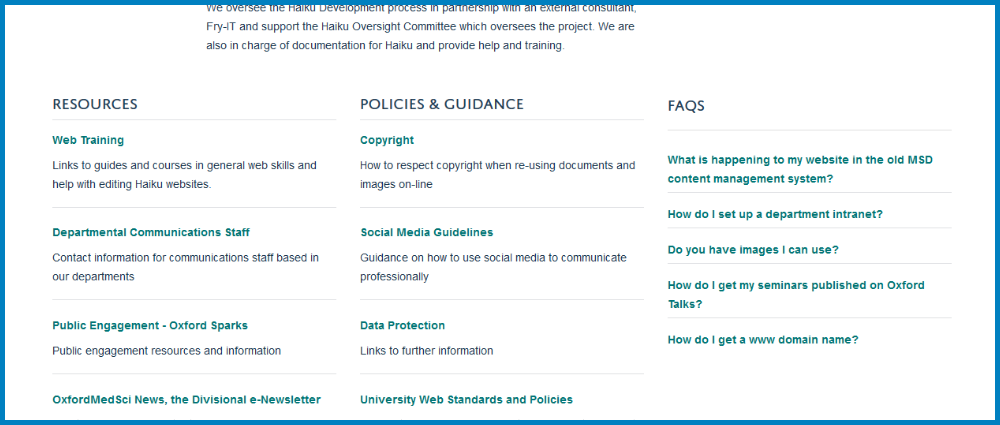 We oversee the Haiku Development process in partnership with an external consultant,
Fry-IT and support the Haiku Oversight Committee which oversees the project. We are
also in charge of documentation for Haiku and provide help and training.
RESOURCES
Web Training
Links to guides and courses in general web skills and
help with editing Haiku websites.
Departmental Communications Staff
Contact information for communications staff based in
our departments
Public Engagement - Oxford Sparks
Public engagement resources and information
OxfordMedSci News, the Divisional e-Newsletter
POLICIES & GUIDANCE
Copyright
How to respect copyright when re-using documents and
images on-line
Social Media Guidelines
Guidance on how to use social media to communicate
professionally
Data Protection
Links to further information
University Web Standards and Policies
FAQS
What is happening to my website in the old MSD
content management system?
How do I set up a department intranet?
Do you have images I can use?
How do I get my seminars published on Oxford
Talks?
How do I get a www domain name?